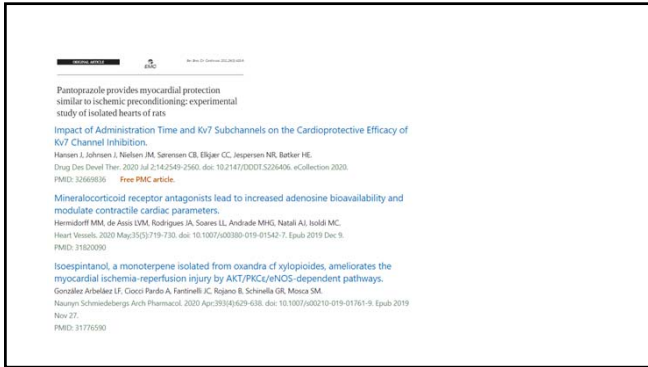 ORIGINAL ARTICLE
Pantoprazole provides myocardial protection
similar to ischemic preconditioning: experimental
study of isolated hearts of rats
Impact of Administration Time and Kv7 Subchannels on the Cardioprotective Efficacy of
Kv7 Channel Inhibition.
Hansen J, Johnsen J, Nielsen JM, Sørensen CB, Elkjær CC, Jespersen NR, Bøtker HE.
Drug Des Devel Ther. 2020 Jul 2;14:2549-2560. doi: 10.2147/DDDT.S226406. eCollection 2020.
PMID: 32669836 Free PMC article.
Mineralocorticoid receptor antagonists lead to increased adenosine bioavailability and
modulate contractile cardiac parameters.
Hermidorff MM, de Assis LVM, Rodrigues JA, Soares LL, Andrade MHG, Natali AJ, Isoldi MC.
Heart Vessels. 2020 May;35(5):719-730. doi: 10.1007/s00380-019-01542-7. Epub 2019 Dec 9.
PMID: 31820090
Isoespintanol, a monoterpene isolated from oxandra cf xylopioides, ameliorates the
myocardial ischemia-reperfusion injury by AKT/PKCε/eNOS-dependent pathways.
González Arbeláez LF, Ciocci Pardo A, Fantinelli JC, Rojano B, Schinella GR, Mosca SM.
Naunyn Schmiedebergs Arch Pharmacol. 2020 Apr;393(4):629-638. doi: 10.1007/s00210-019-01761-9. Epub 2019
Nov 27.
PMID: 31776590